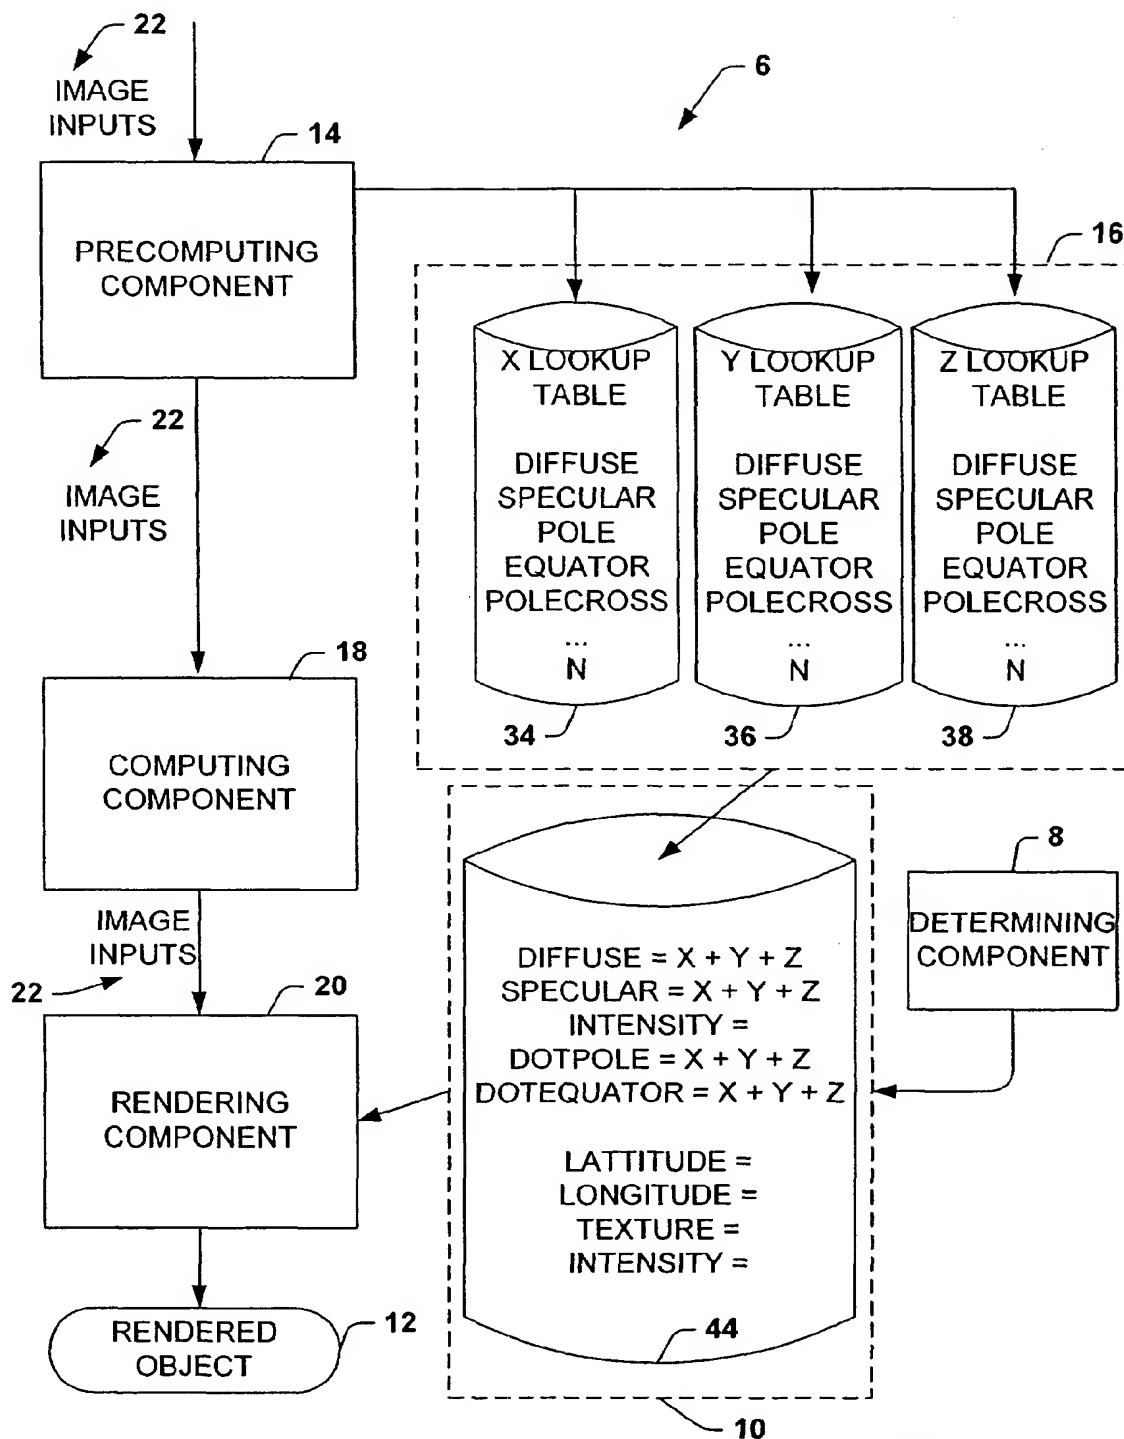 22
IMAGE
INPUTS
6
14
PRECOMPUTING
COMPONENT
16
X LOOKUP
TABLE
DIFFUSE
SPECULAR
POLE
EQUATOR
POLECROSS
...
N
34
Y LOOKUP
TABLE
DIFFUSE
SPECULAR
POLE
EQUATOR
POLECROSS
...
N
36
Z LOOKUP
TABLE
DIFFUSE
SPECULAR
POLE
EQUATOR
POLECROSS
...
N
38
22
IMAGE
INPUTS
18
COMPUTING
COMPONENT
8
DETERMINING
COMPONENT
IMAGE
INPUTS
22
20
RENDERING
COMPONENT
DIFFUSE = X + Y + Z
SPECULAR = X + Y + Z
INTENSITY =
DOTPOLE = X + Y + Z
DOTEQUATOR = X + Y + Z
LATTITUDE =
LONGITUDE =
TEXTURE =
INTENSITY =
44
10
RENDERED
OBJECT
12